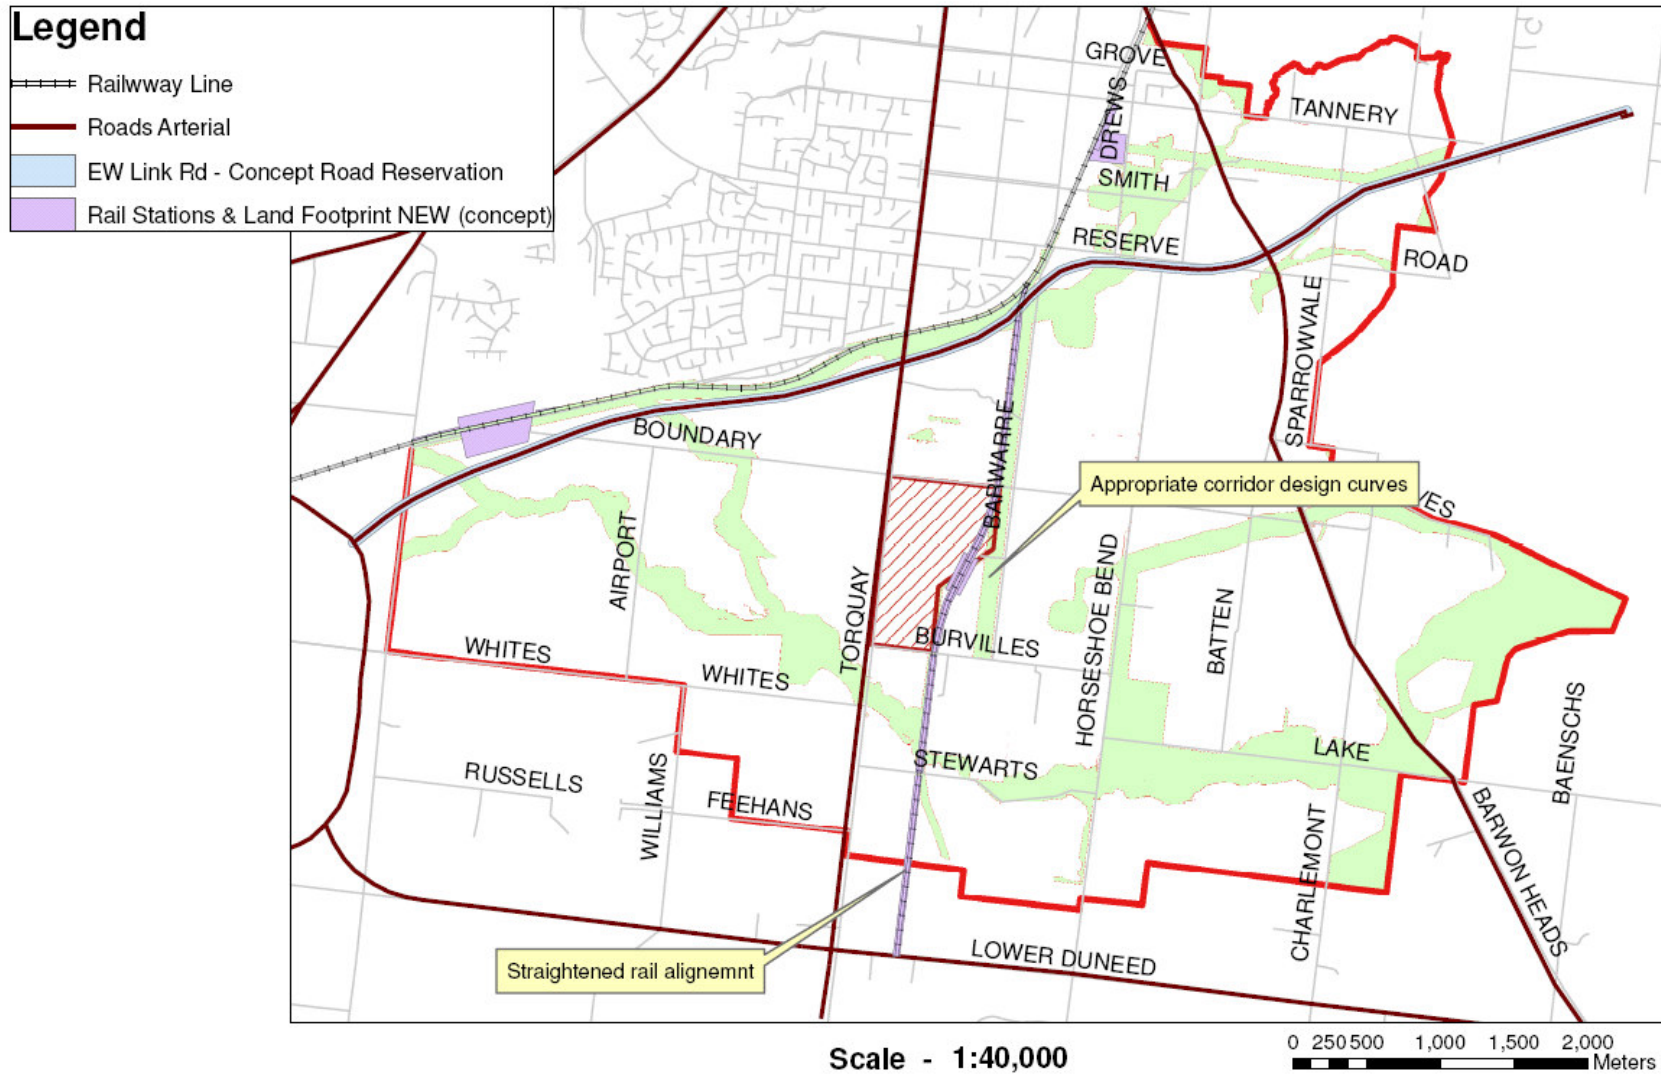 Legend
Railwway Line
Roads Arterial
EW Link Rd - Concept Road Reservation
Rail Stations & Land Footprint NEW (concept)
GROVE
DREWS
TANNERY
SMITH
RESERVE
ROAD
SPARROWVALE
BOUNDARY
BARWARRE
Appropriate corridor design curves
VES
AIRPORT
TORQUAY
HORSESHOE BEND
BATTEN
BURVILLES
WHITES
WHITES
BAENSCHS
STEWARTS
LAKE
RUSSELLS
WILLIAMS
FEEHANS
CHARLEMONT
BARWON HEADS
Straightened rail alignemnt
LOWER DUNEED
Scale - 1:40,000
0 250 500 1,000 1,500 2,000
Meters